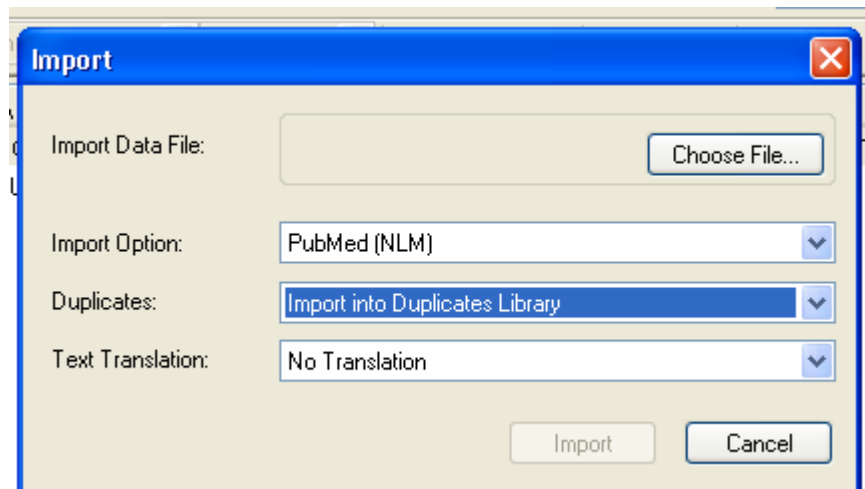 Import
Import Data File:
Choose File...
Import Option:
PubMed (NLM)
Duplicates:
Import into Duplicates Library
Text Translation:
No Translation
Import
Cancel